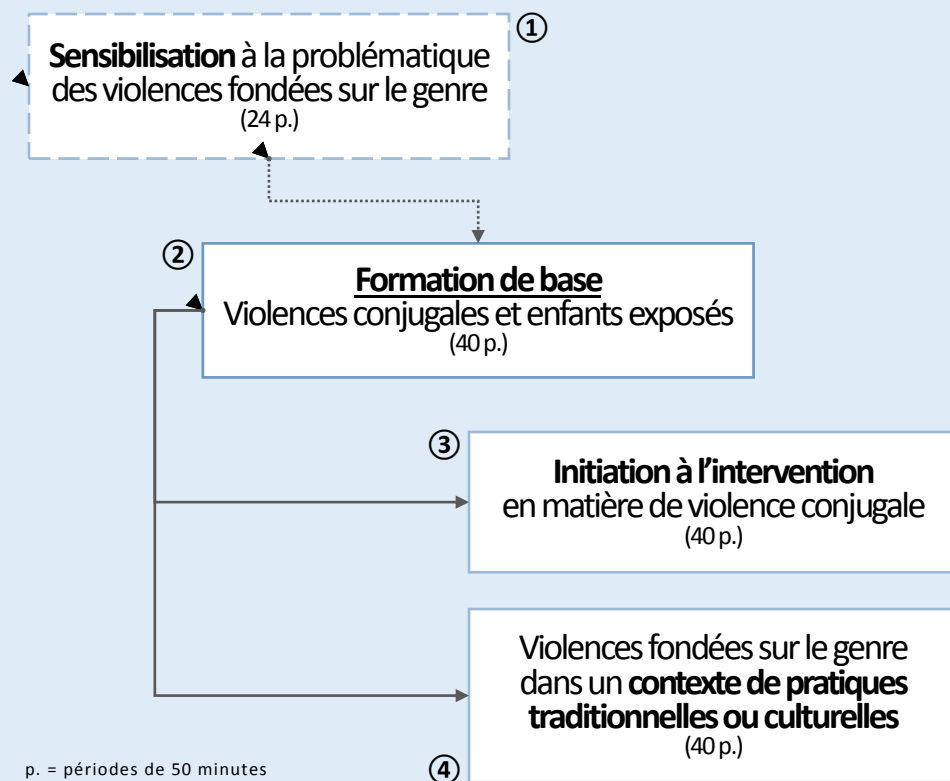 ①
Sensibilisation à la problématique
des violences fondées sur le genre
(24 p.)
②
Formation de base
Violences conjugales et enfants exposés
(40 p.)
③
Initiation à l’intervention
en matière de violence conjugale
(40 p.)
Violences fondées sur le genre
dans un contexte de pratiques
traditionnelles ou culturelles
(40 p.)
④
p. = périodes de 50 minutes